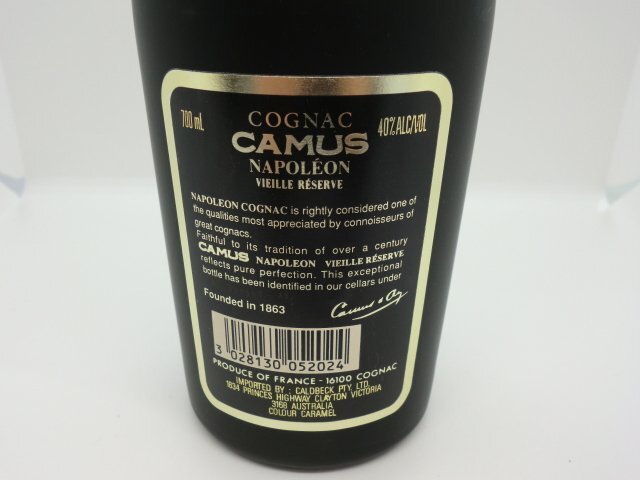 700 mL
COGNAC
40% ALC/VOL
CAMUS
NAPOLÉON
VIEILLE RÉSERVE
NAPOLEON COGNAC is rightly considered one of
the qualities most appreciated by connoisseurs of
great cognacs.
Faithful to its tradition of over a century
CAMUS NAPOLEON VIEILLE RÉSERVE
reflects pure perfection. This exceptional
bottle has been identified in our cellars under
Founded in 1863
3 028130 052024
PRODUCE OF FRANCE - 16100 COGNAC
IMPORTED BY : CALDBECK PTY. LTD.
1834 PRINCES HIGHWAY CLAYTON VICTORIA
3168 AUSTRALIA
COLOUR CARAMEL